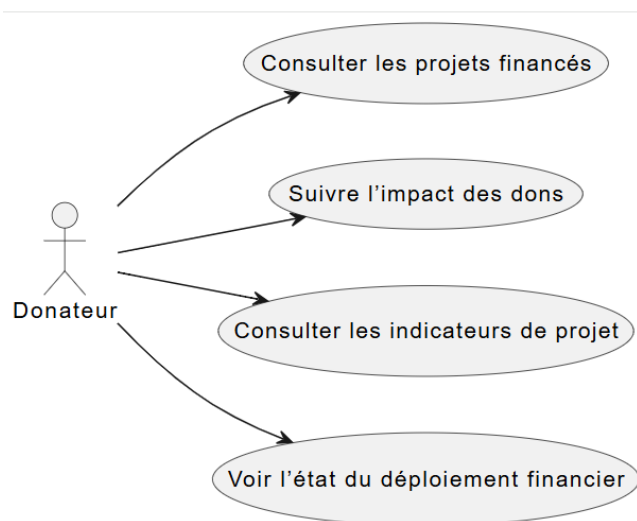 Consulter les projets financés
Suivre l’impact des dons
Donateur
Consulter les indicateurs de projet
Voir l’état du déploiement financier